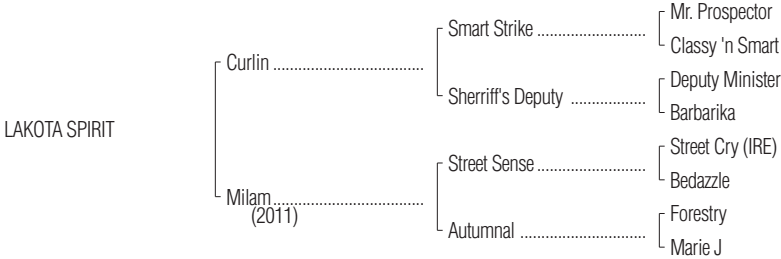 Mr. Prospector
Smart Strike ..........................
Classy 'n Smart
Curlin ...................................
Deputy Minister
Sherriff's Deputy ..................
Barbarika
LAKOTA SPIRIT
Street Cry (IRE)
Street Sense ..........................
Bedazzle
Milam ...................................
(2011)
Forestry
Autumnal .............................
Marie J